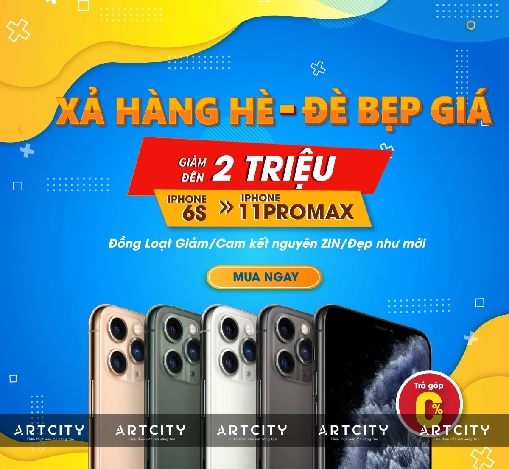 XẢ HÀNG HÈ - ĐÈ BẸP GIÁ
GIẢM ĐẾN 2 TRIỆU
IPHONE 6S >> IPHONE 11PROMAX
Đồng Loạt Giảm/Cam kết nguyên ZIN/Đẹp như mới
MUA NGAY
Trả góp
0%
ARTCITY ARTCITY ARTCITY ARTCITY ARTCITY